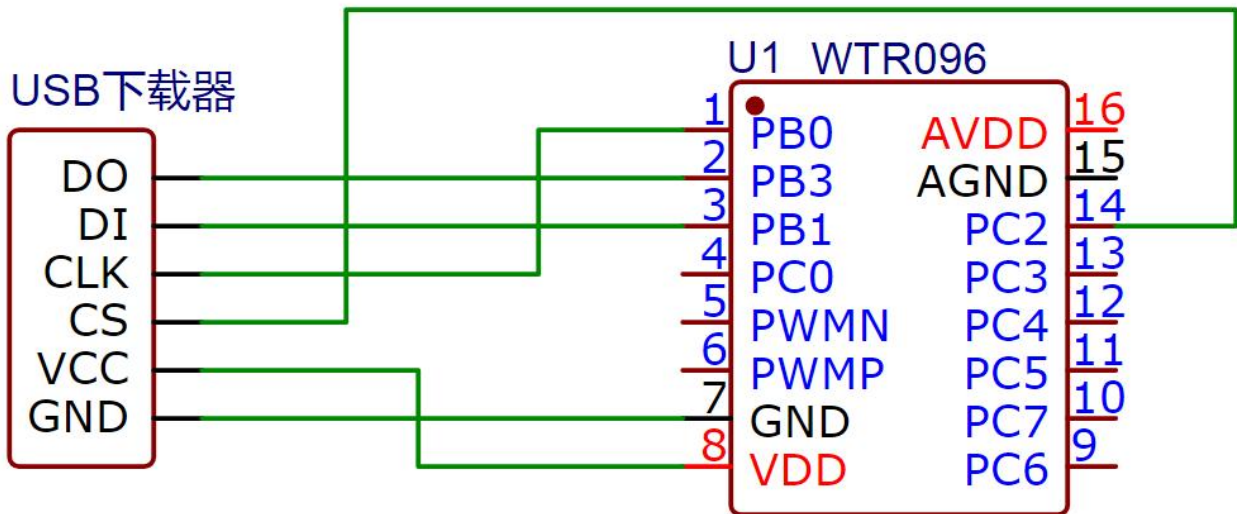 U1 WTR096
USB下载器
DO
DI
CLK
CS
VCC
GND
1 PB0
2 PB3
3 PB1
4 PC0
5 PWMN
6 PWMP
7 GND
8 VDD
AVDD 16
AGND 15
PC2 14
PC3 13
PC4 12
PC5 11
PC7 10
PC6 9